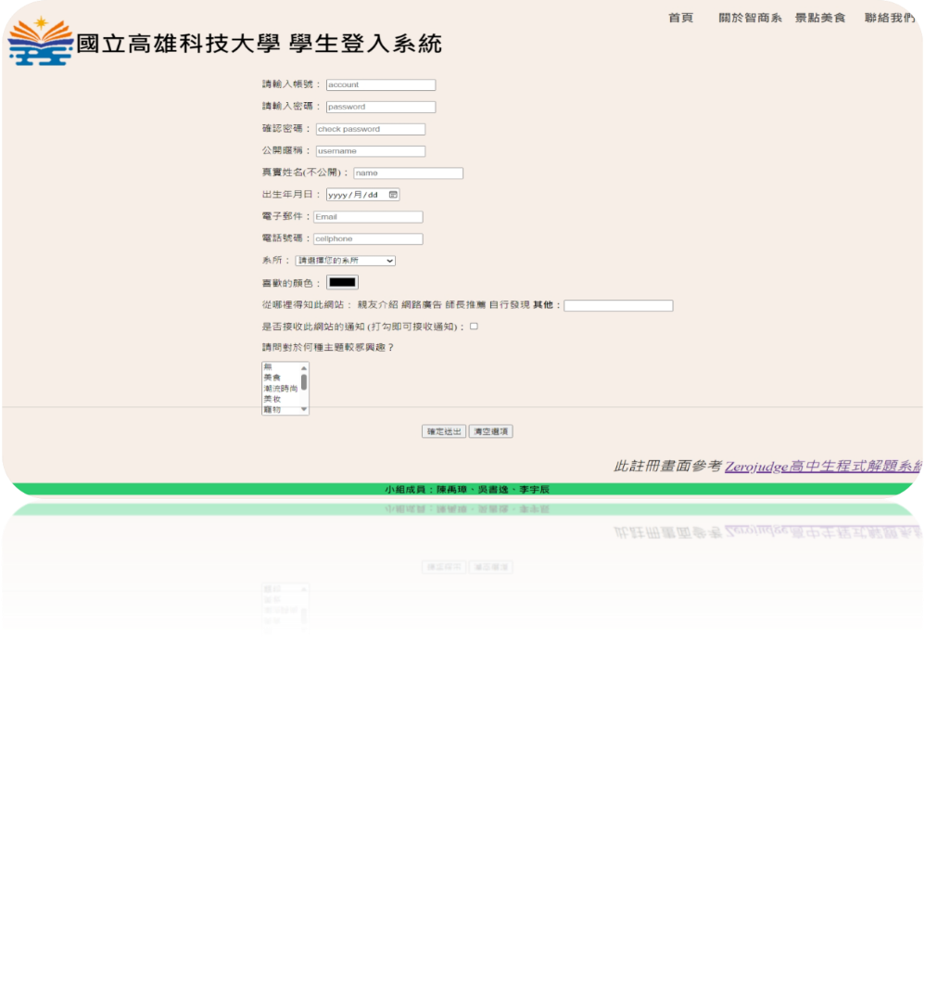 首頁 關於智商系 景點美食 聯絡我們
國立高雄科技大學 學生登入系統
請輸入帳號： account
請輸入密碼： password
確認密碼： check password
公開暱稱： username
真實姓名(不公開)： name
出生年月日： yyyy/月/dd
電子郵件：Email
電話號碼：cellphone
系所： 請選擇您的系所
喜歡的顏色：
從哪裡得知此網站： 親友介紹 網路廣告 師長推薦 自行發現 其他：
是否接收此網站的通知(打勾即可接收通知)：
請問對於何種主題較感興趣？
無
美食
潮流時尚
美妝
寵物
確定送出 清空選項
此註冊畫面參考 Zerojudge高中生程式解題系統
小組成員：陳禹璋、吳書逸、李宇辰